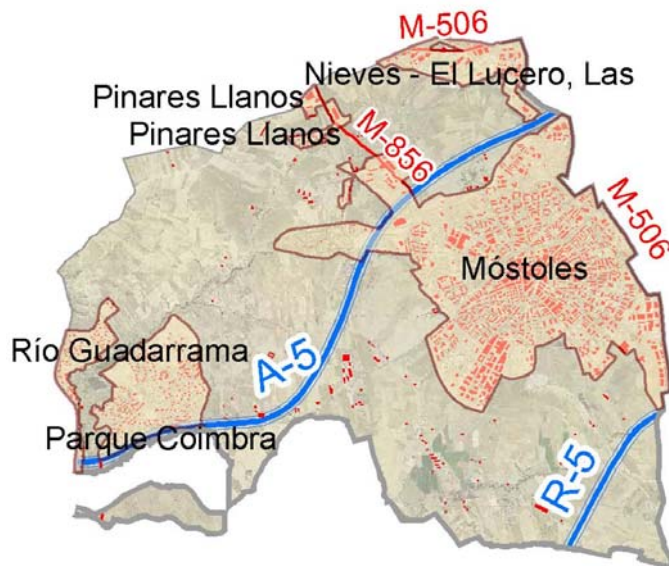 M-506
Nieves - El Lucero, Las
Pinares Llanos
Pinares Llanos
M-856
M-506
Móstoles
Río Guadarrama
A-5
Parque Coimbra
R-5